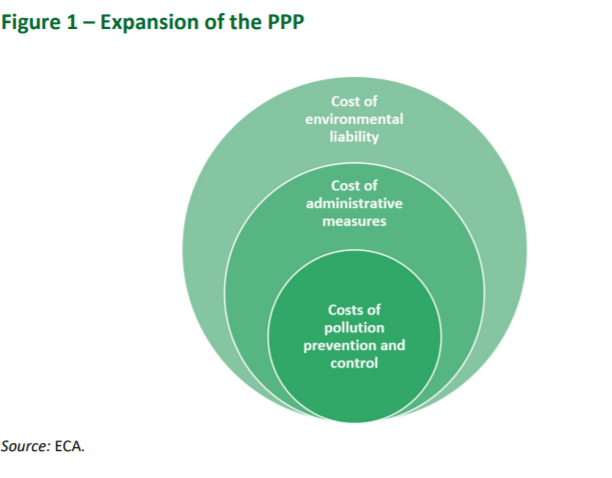 Figure 1 – Expansion of the PPP
Cost of
environmental
liability
Cost of
administrative
measures
Costs of
pollution
prevention and
control
Source: ECA.